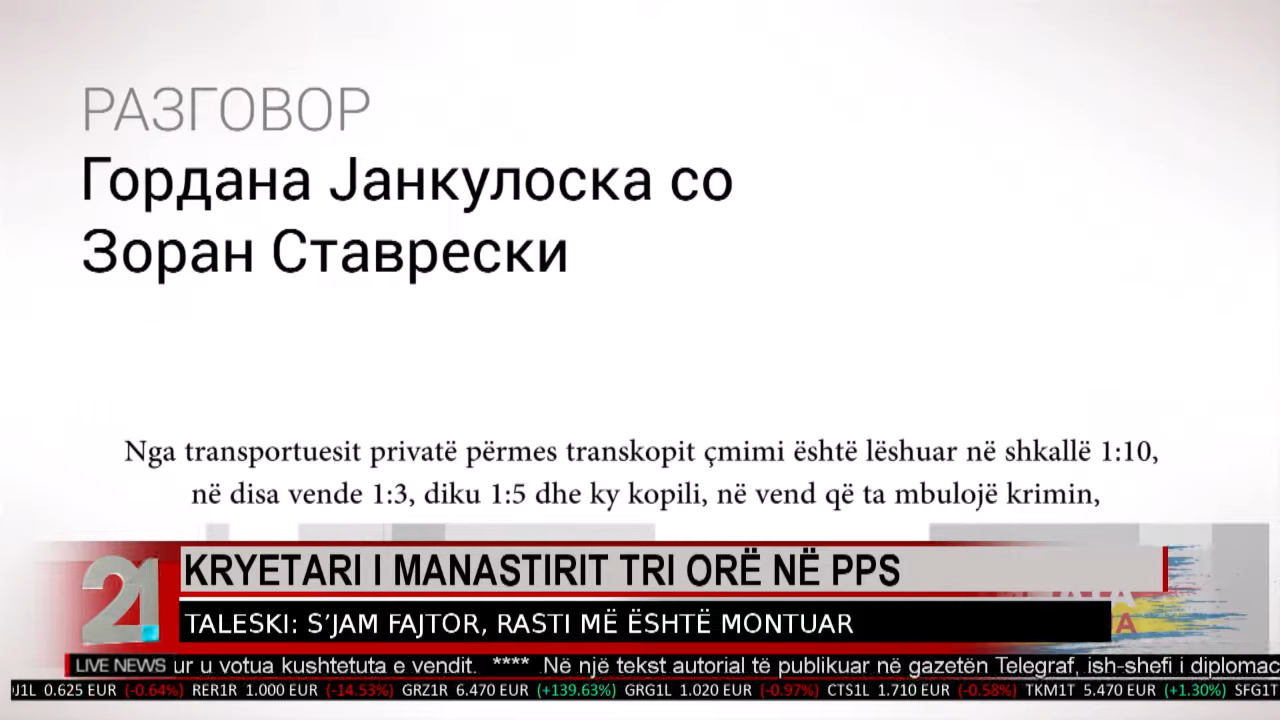 РАЗГОВОР
Гордана Јанкулоска со
Зоран Ставрески
Nga transportuesit privatë përmes transkopit çmimi është lëshuar në shkallë 1:10,
në disa vende 1:3, diku 1:5 dhe ky kopili, në vend që ta mbulojë krimin,
21
KRYETARI I MANASTIRIT TRI ORË NË PPS
TALESKI: S’JAM FAJTOR, RASTI MË ËSHTË MONTUAR
LIVE NEWS ur u votua kushtetuta e vendit. **** Në një tekst autorial të publikuar në gazetën Telegraf, ish-shefi i diplomac
J1L 0.625 EUR (-0.64%) RER1R 1.000 EUR (-14.53%) GRZ1R 6.470 EUR (+139.63%) GRG1L 1.020 EUR (-0.97%) CTS1L 1.710 EUR (-0.58%) TKM1T 5.470 EUR (+1.30%) SFG1T